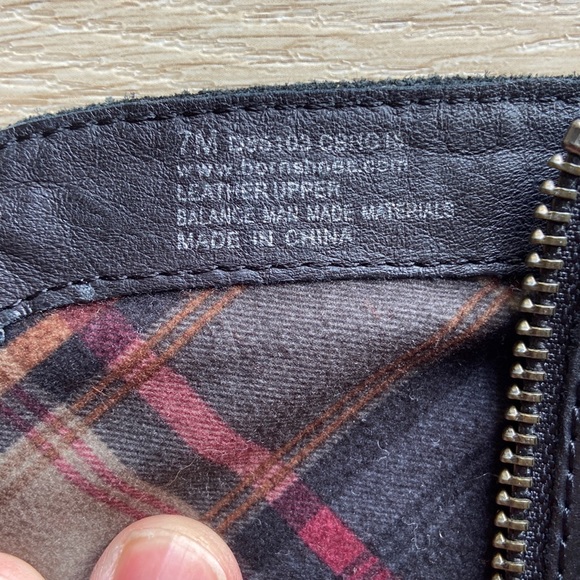 7M
www.bornshoes.com
LEATHER UPPER
BALANCE MAN MADE MATERIALS
MADE IN CHINA